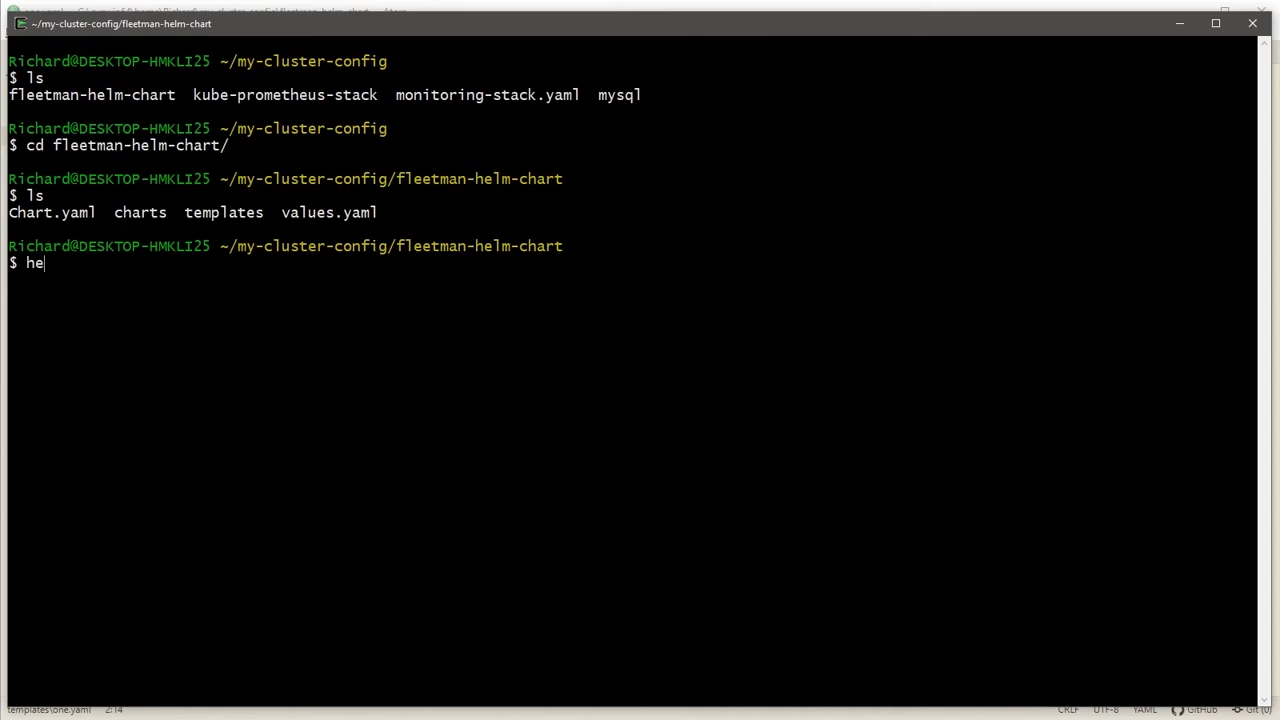 ~/my-cluster-config/fleetman-helm-chart
Richard@DESKTOP-HMKLI25 ~/my-cluster-config
$ ls
fleetman-helm-chart  kube-prometheus-stack  monitoring-stack.yaml  mysql
Richard@DESKTOP-HMKLI25 ~/my-cluster-config
$ cd fleetman-helm-chart/
Richard@DESKTOP-HMKLI25 ~/my-cluster-config/fleetman-helm-chart
$ ls
Chart.yaml  charts  templates  values.yaml
Richard@DESKTOP-HMKLI25 ~/my-cluster-config/fleetman-helm-chart
$ he
templates\one.yaml  2:14  CRLF  UTF-8  YAML  GitHub  Git (0)